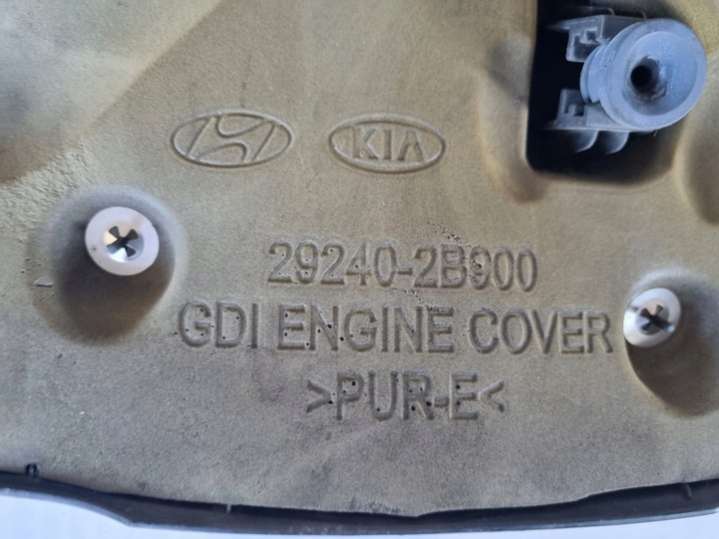 KIA
29240-2B900
GDI ENGINE COVER
>PUR-E<